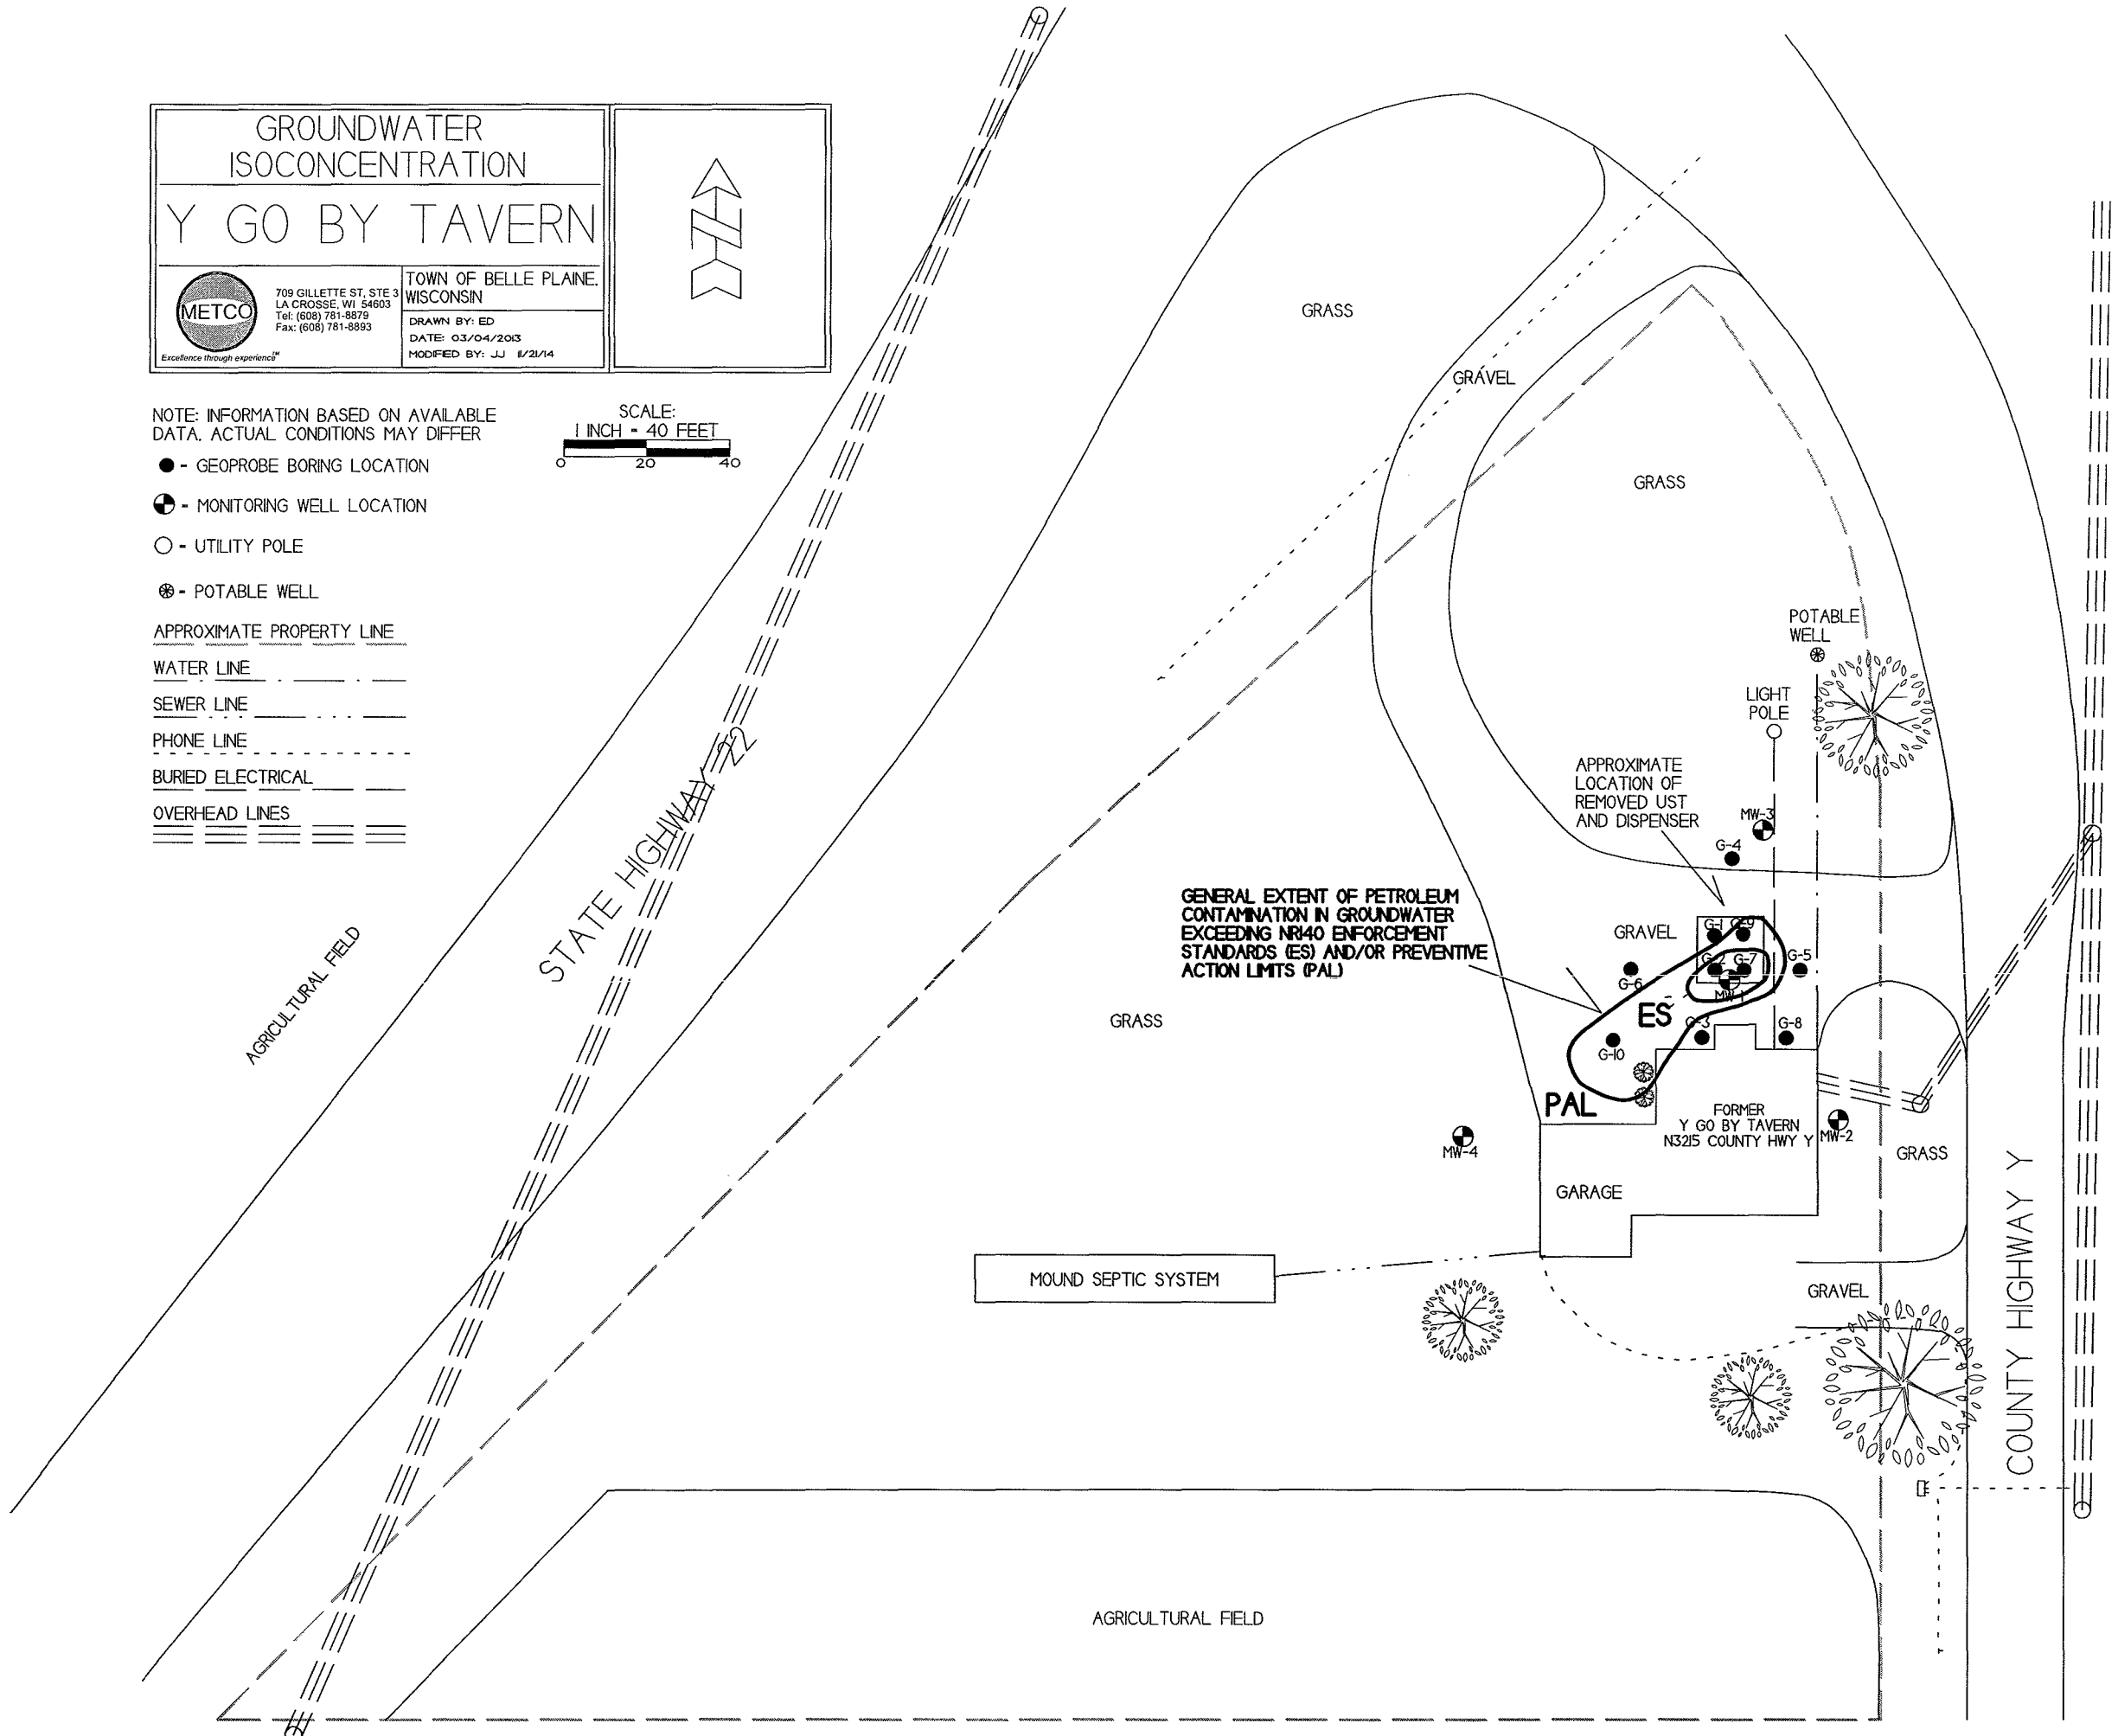 GROUNDWATER
ISOCONCENTRATION
Y GO BY TAVERN
METCO
Excellence through experience™
709 GILLETTE ST, STE 3
LA CROSSE, WI 54603
Tel: (608) 781-8879
Fax: (608) 781-8893
TOWN OF BELLE PLAINE,
WISCONSIN
DRAWN BY: ED
DATE: 03/04/2013
MODIFIED BY: JJ 11/21/14
N
NOTE: INFORMATION BASED ON AVAILABLE
DATA. ACTUAL CONDITIONS MAY DIFFER
SCALE:
1 INCH = 40 FEET
0 20 40
● - GEOPROBE BORING LOCATION
- MONITORING WELL LOCATION
○ - UTILITY POLE
- POTABLE WELL
APPROXIMATE PROPERTY LINE
WATER LINE
SEWER LINE
PHONE LINE
BURIED ELECTRICAL
OVERHEAD LINES
STATE HIGHWAY 22
AGRICULTURAL FIELD
GRASS
GRAVEL
GRASS
POTABLE
WELL
LIGHT
POLE
APPROXIMATE
LOCATION OF
REMOVED UST
AND DISPENSER
MW-3
G-4
GENERAL EXTENT OF PETROLEUM
CONTAMINATION IN GROUNDWATER
EXCEEDING NR140 ENFORCEMENT
STANDARDS (ES) AND/OR PREVENTIVE
ACTION LIMITS (PAL)
GRAVEL
G-1 G-9
G-2 G-7
G-5
G-6
MW-1
ES
G-3
G-8
G-10
GRASS
PAL
FORMER
Y GO BY TAVERN
N3215 COUNTY HWY Y
MW-2
MW-4
GRASS
GARAGE
MOUND SEPTIC SYSTEM
GRAVEL
COUNTY HIGHWAY Y
AGRICULTURAL FIELD